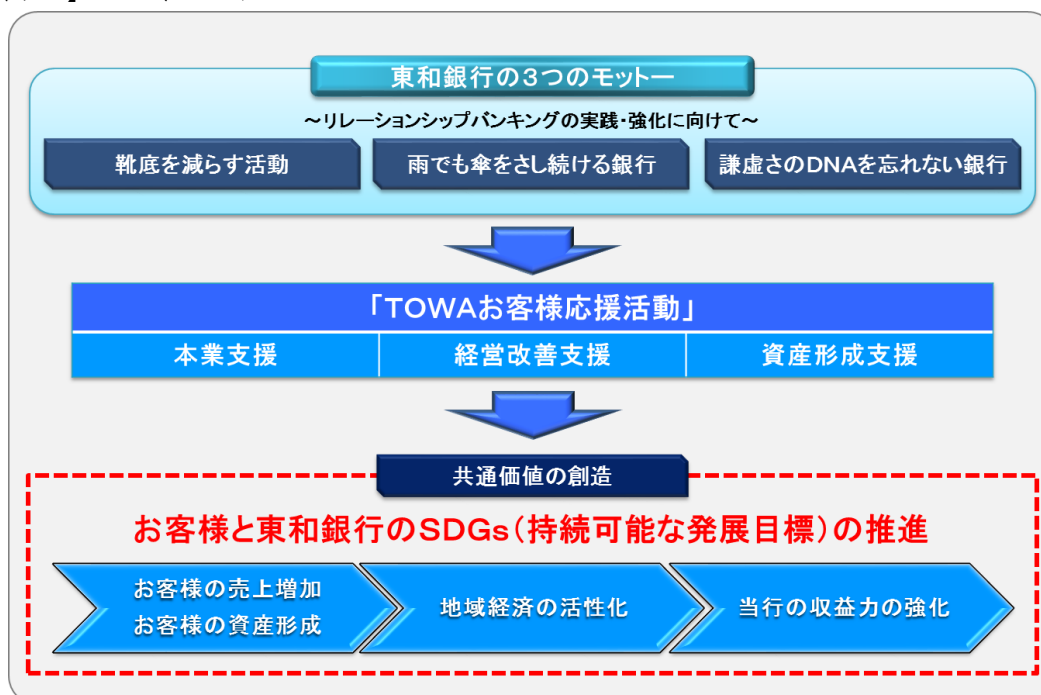 東和銀行の３つのモットー
～リレーションシップバンキングの実践・強化に向けて～
靴底を減らす活動
雨でも傘をさし続ける銀行
謙虚さのＤＮＡを忘れない銀行
「ＴＯＷＡお客様応援活動」
本業支援
経営改善支援
資産形成支援
共通価値の創造
お客様と東和銀行のＳＤＧｓ（持続可能な発展目標）の推進
お客様の売上増加
お客様の資産形成
地域経済の活性化
当行の収益力の強化